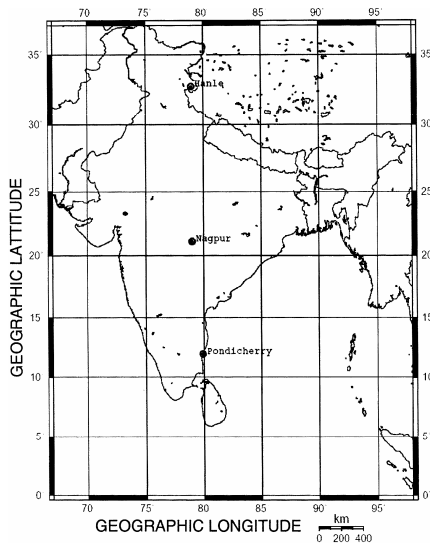 70 75 80 85 90 95
35 35
Hanle
30 30
25 25
Nagpur
20 20
15 15
Pondicherry
10 10
5 5
0 0
70 75 80 85 90 95
GEOGRAPHIC LATTITUDE
GEOGRAPHIC LONGITUDE
km
0 200 400